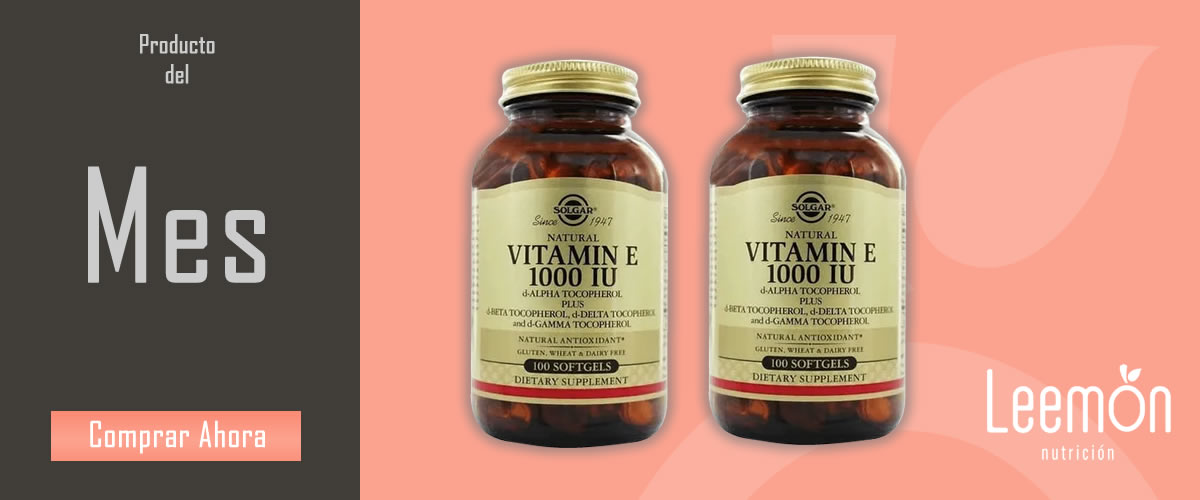 Producto
del
Mes
Comprar Ahora
SOLGAR®
Since 1947
NATURAL
VITAMIN E
1000 IU
d-ALPHA TOCOPHEROL
PLUS
d-BETA TOCOPHEROL, d-DELTA TOCOPHEROL
and d-GAMMA TOCOPHEROL
NATURAL ANTIOXIDANT*
GLUTEN, WHEAT & DAIRY FREE
100 SOFTGELS
DIETARY SUPPLEMENT
SOLGAR®
Since 1947
NATURAL
VITAMIN E
1000 IU
d-ALPHA TOCOPHEROL
PLUS
d-BETA TOCOPHEROL, d-DELTA TOCOPHEROL
and d-GAMMA TOCOPHEROL
NATURAL ANTIOXIDANT*
GLUTEN, WHEAT & DAIRY FREE
100 SOFTGELS
DIETARY SUPPLEMENT
Leemon
nutrición